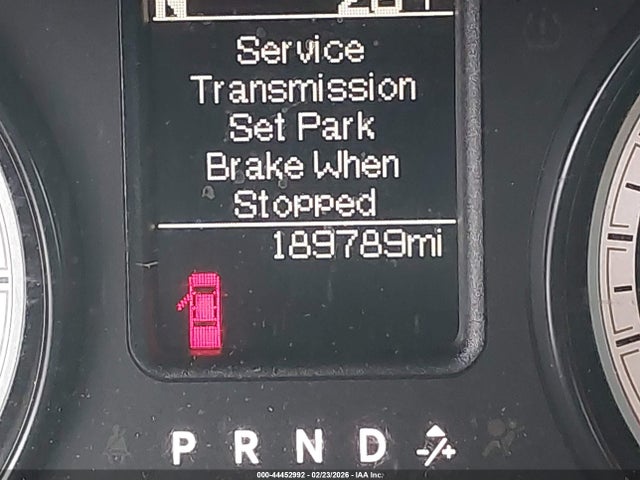 N
Service
Transmission
Set Park
Brake When
Stopped
189789mi
P R N D -/+
000-44452992 - 02/23/2026 - IAA Inc.